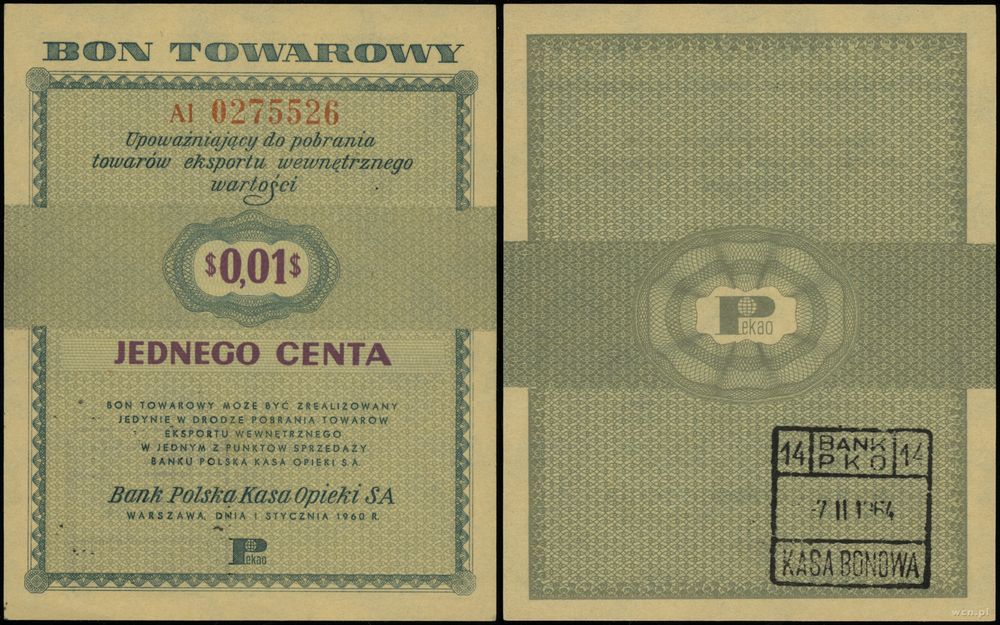 BON TOWAROWY
AI 0275526
Upoważniający do pobrania
towarów eksportu wewnętrznego
wartości
$0,01$
JEDNEGO CENTA
BON TOWAROWY MOŻE BYĆ ZREALIZOWANY
JEDYNIE W DRODZE POBRANIA TOWARÓW
EKSPORTU WEWNĘTRZNEGO
W JEDNYM Z PUNKTÓW SPRZEDAŻY
BANKU POLSKA KASA OPIEKI S.A.
Bank Polska Kasa Opieki SA
WARSZAWA, DNIA 1 STYCZNIA 1960 R.
Pekao
Pekao
14 BANK 14
PKO
-7 II 1964
KASA BONOWA
wcn.pl